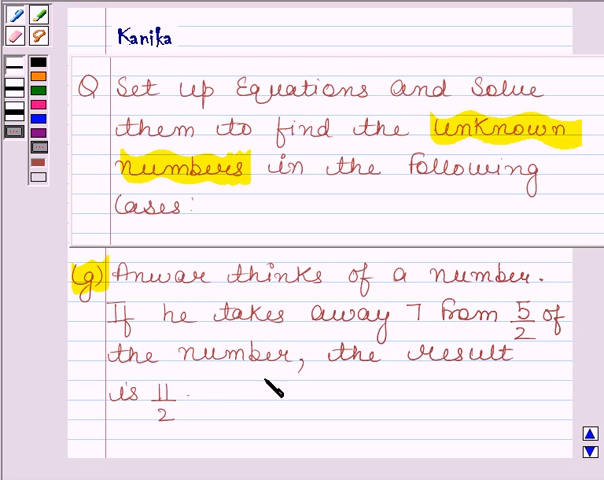 Kanika
Q Set up Equations and Solve
them to find the unknown
numbers in the following
Cases:
(g) Anwar thinks of a number.
If he takes away 7 from 5/2 of
the number, the result
is 11/2.